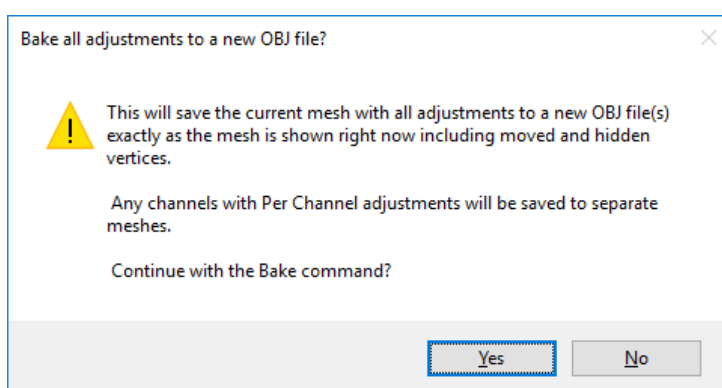 Bake all adjustments to a new OBJ file?
This will save the current mesh with all adjustments to a new OBJ file(s)
exactly as the mesh is shown right now including moved and hidden
vertices.
Any channels with Per Channel adjustments will be saved to separate
meshes.
Continue with the Bake command?
Yes
No